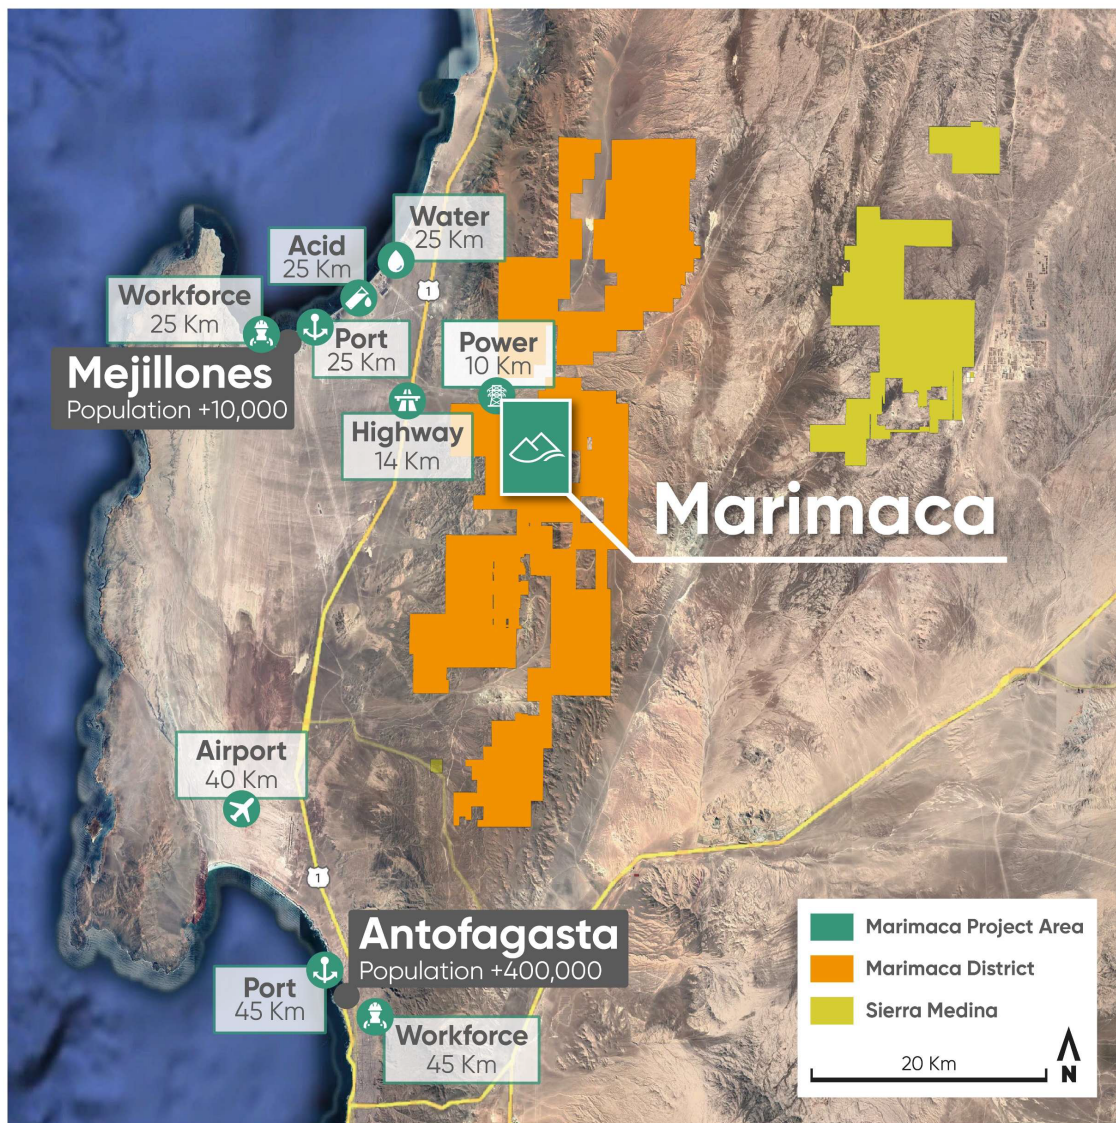 Water
25 Km
Acid
25 Km
Workforce
25 Km
1
Port
25 Km
Power
10 Km
Mejillones
Population +10,000
Highway
14 Km
Marimaca
Airport
40 Km
1
Antofagasta
Population +400,000
Port
45 Km
Workforce
45 Km
Marimaca Project Area
Marimaca District
Sierra Medina
20 Km
N